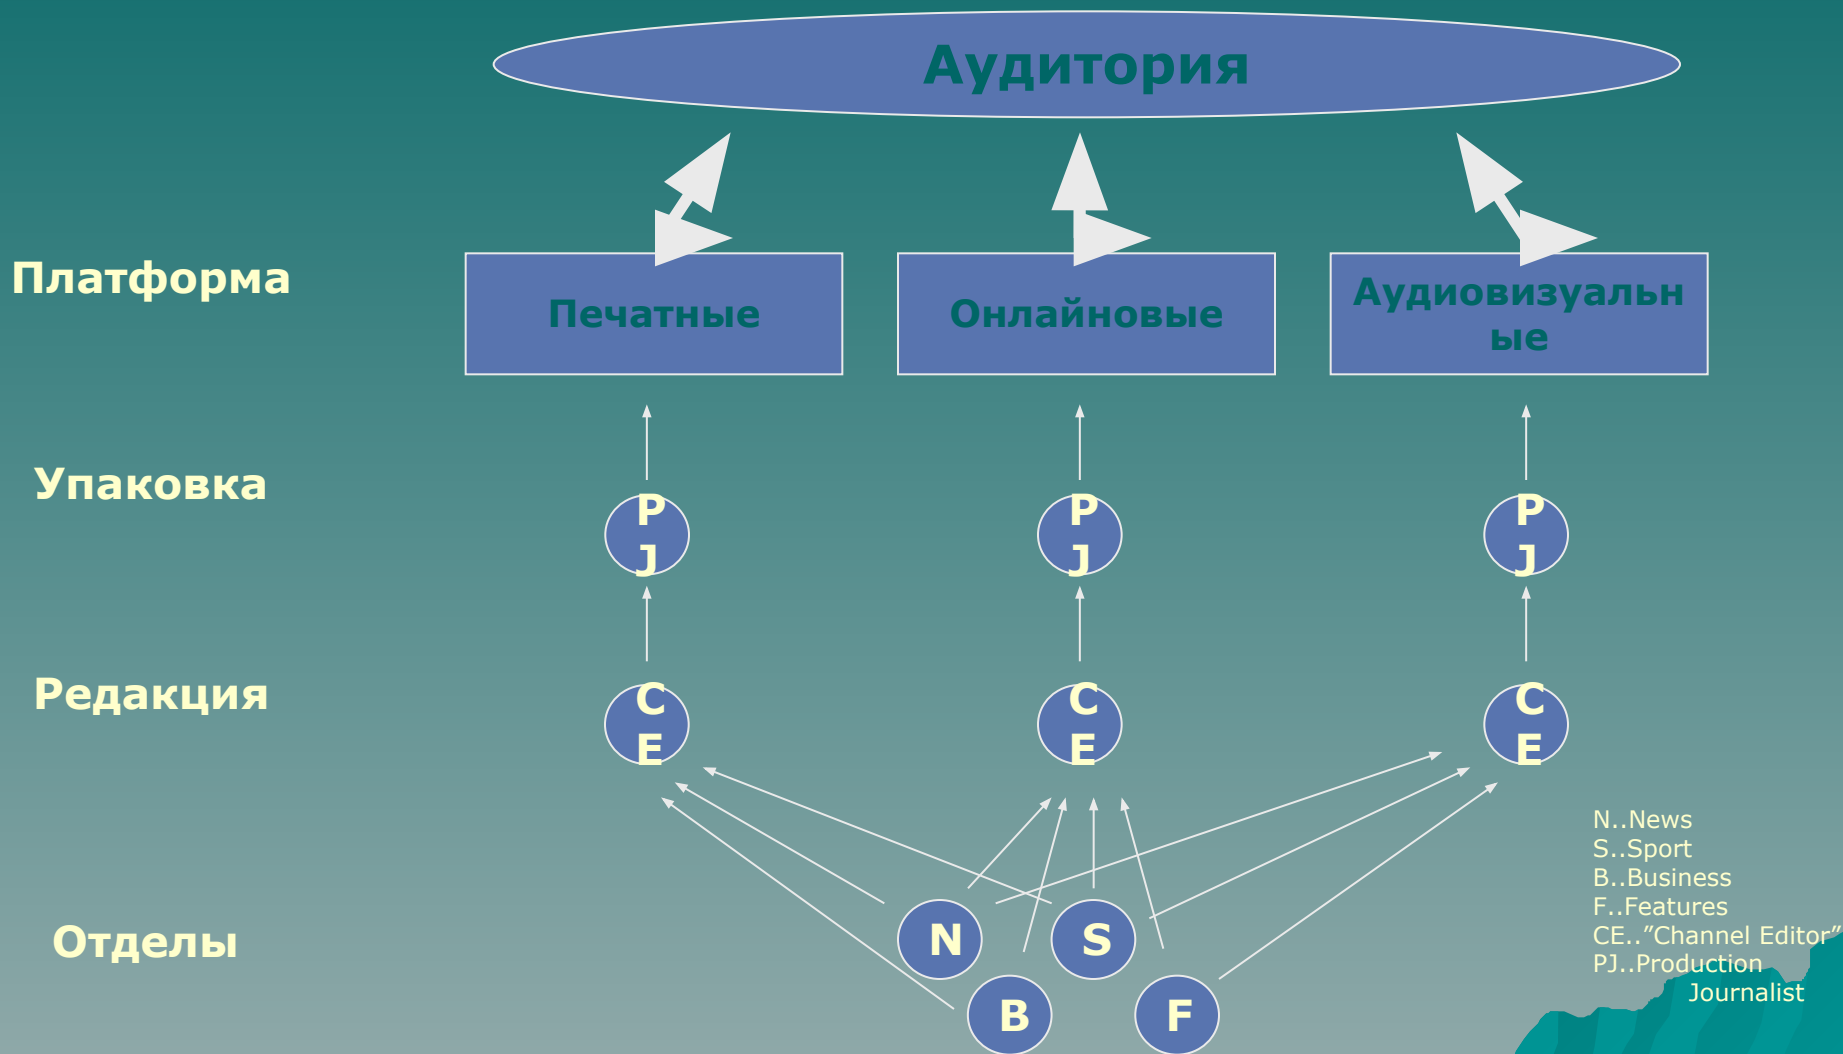 Аудитория
Платформа
Печатные
Онлайновые
Аудиовизуальн
ые
Упаковка
P
J
P
J
P
J
Редакция
C
E
C
E
C
E
Отделы
N
S
B
F
N..News
S..Sport
B..Business
F..Features
CE..”Channel Editor”
PJ..Production
Journalist